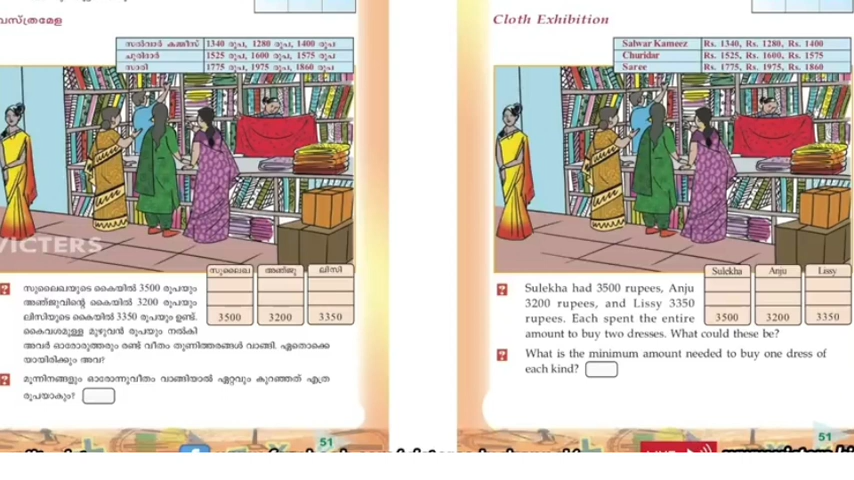 വസ്ത്രമേള
സൽവാർ കമ്മീസ് 1340 രൂപ, 1280 രൂപ, 1400 രൂപ
ചുരിദാർ 1525 രൂപ, 1600 രൂപ, 1575 രൂപ
സാരി 1775 രൂപ, 1975 രൂപ, 1860 രൂപ
VICTERS
സുലൈഖ അഞ്ജു ലിസി
3500 3200 3350
? സുലൈഖയുടെ കൈയിൽ 3500 രൂപയും
അഞ്ജുവിന്റെ കൈയിൽ 3200 രൂപയും
ലിസിയുടെ കൈയിൽ 3350 രൂപയും ഉണ്ട്.
കൈവശമുള്ള മുഴുവൻ രൂപയും നൽകി
അവർ ഓരോരുത്തരും രണ്ട് വീതം തുണിത്തരങ്ങൾ വാങ്ങി. ഏതൊക്കെ
യായിരിക്കും അവ?
? മൂന്നിനങ്ങളും ഓരോന്നുവീതം വാങ്ങിയാൽ ഏറ്റവും കുറഞ്ഞത് എത്ര
രൂപയാകും?
51
Cloth Exhibition
Salwar Kameez Rs. 1340, Rs. 1280, Rs. 1400
Churidar Rs. 1525, Rs. 1600, Rs. 1575
Saree Rs. 1775, Rs. 1975, Rs. 1860
Sulekha Anju Lissy
3500 3200 3350
? Sulekha had 3500 rupees, Anju
3200 rupees, and Lissy 3350
rupees. Each spent the entire
amount to buy two dresses. What could these be?
? What is the minimum amount needed to buy one dress of
each kind?
51